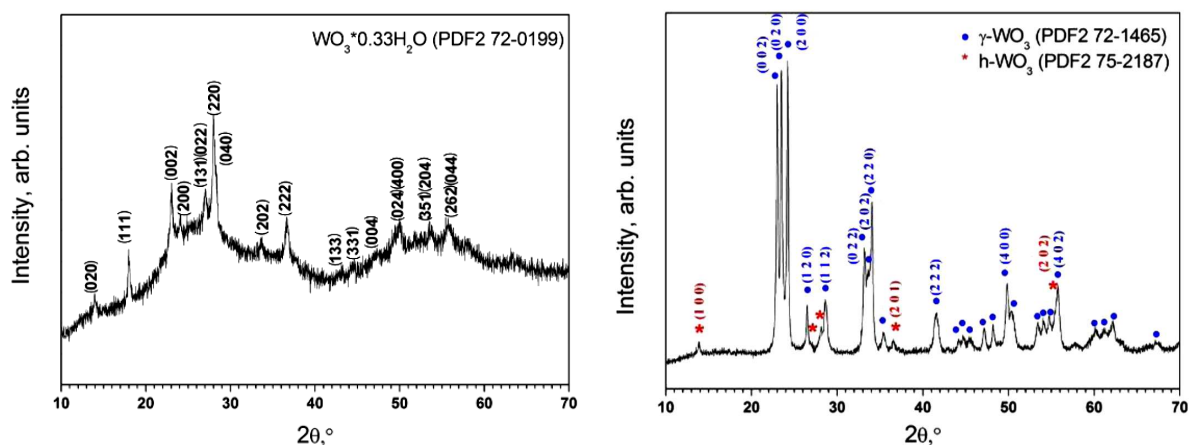 WO₃*0.33H₂O (PDF2 72-0199)
Intensity, arb. units
(020)
(111)
(002)
(200)
(131)(022)
(220)
(040)
(202)
(222)
(133)
(331)
(004)
(024)(400)
(351)(204)
(262)(044)
10 20 30 40 50 60 70
2θ,°
• γ-WO₃ (PDF2 72-1465)
* h-WO₃ (PDF2 75-2187)
Intensity, arb. units
(1 0 0)
(0 0 2)
(0 2 0)
(2 0 0)
(1 2 0)
(1 1 2)
(0 2 2)
(2 0 2)
(2 2 0)
(2 0 1)
(2 2 2)
(4 0 0)
(2 0 2)
(4 0 2)
10 20 30 40 50 60 70
2θ,°